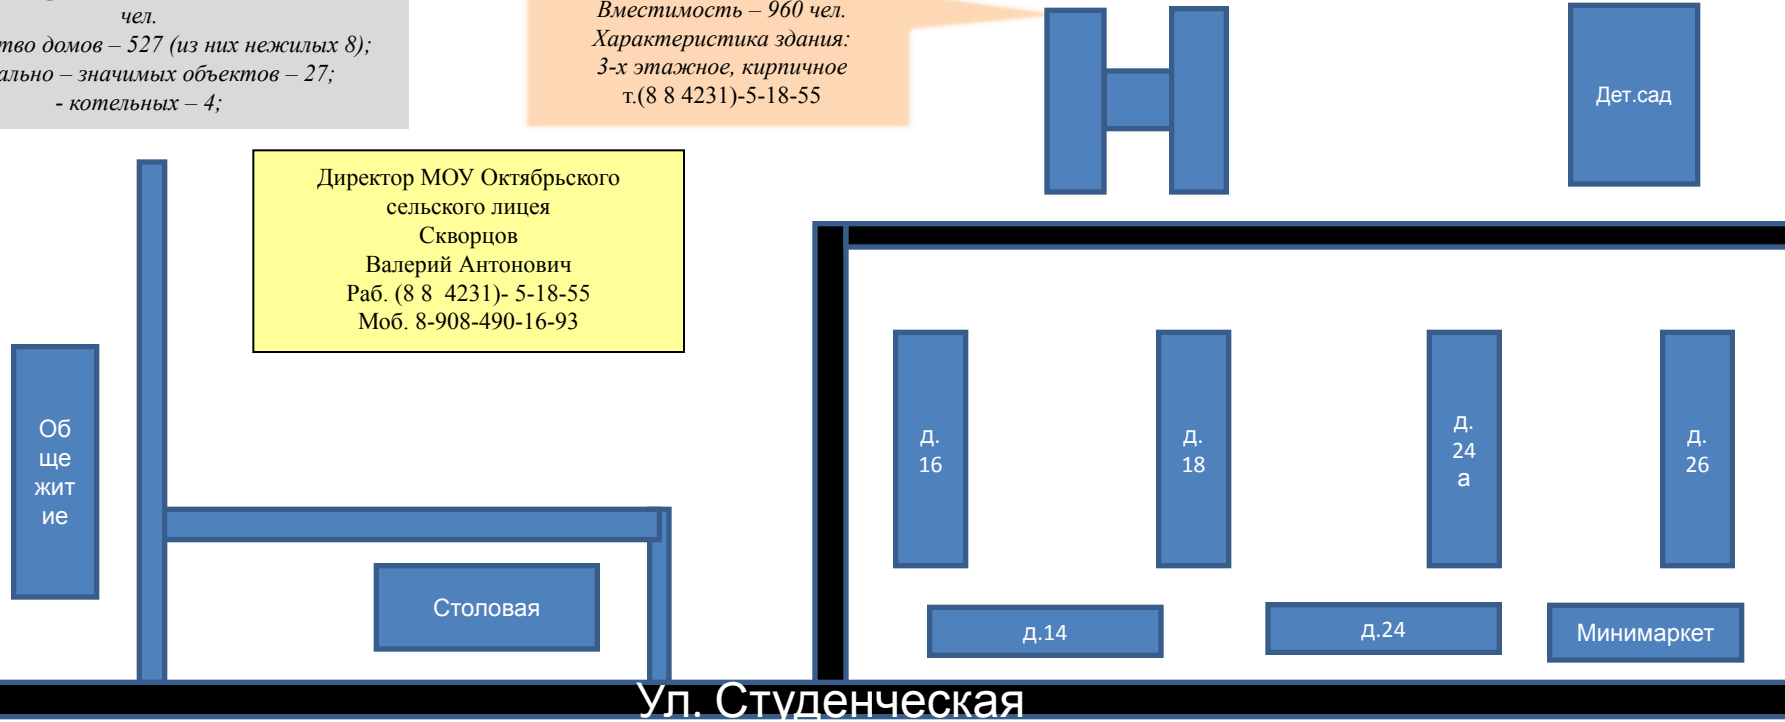 чел.
тво домов – 527 (из них нежилых 8);
ально – значимых объектов – 27;
- котельных – 4;
Вместимость – 960 чел.
Характеристика здания:
3-х этажное, кирпичное
т.(8 8 4231)-5-18-55
Дет.сад
Директор МОУ Октябрьского
сельского лицея
Скворцов
Валерий Антонович
Раб. (8 8 4231)- 5-18-55
Моб. 8-908-490-16-93
Об
ще
жит
ие
д.
16
д.
18
д.
24
а
д.
26
Столовая
д.14
д.24
Минимаркет
Ул. Студенческая